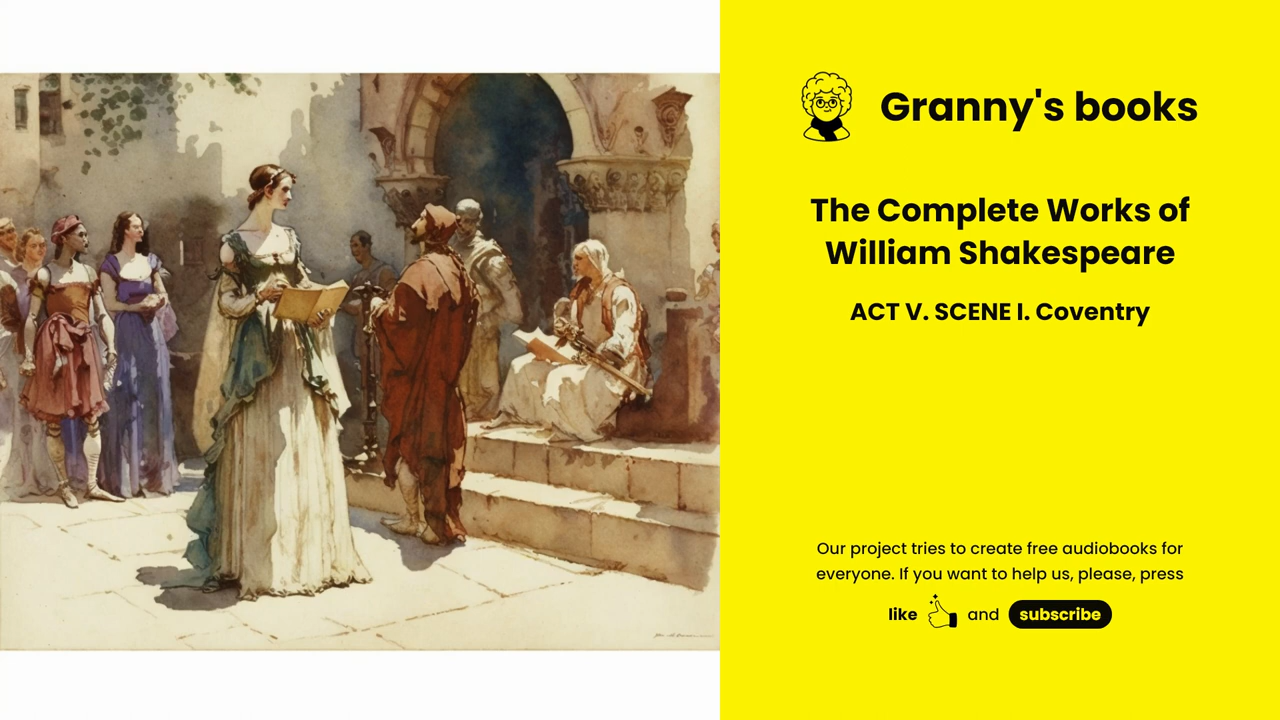 Granny's books
The Complete Works of
William Shakespeare
ACT V. SCENE I. Coventry
Our project tries to create free audiobooks for
everyone. If you want to help us, please, press
like and subscribe